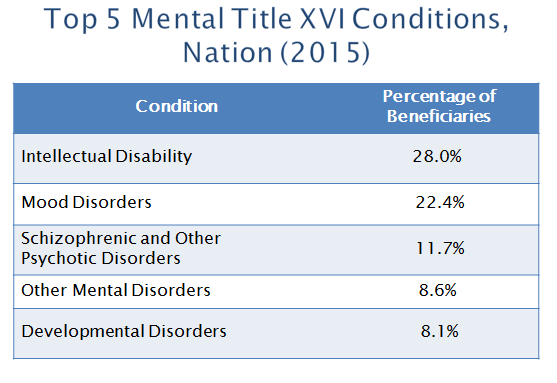 Top 5 Mental Title XVI Conditions,
Nation (2015)
Condition
Percentage of
Beneficiaries
Intellectual Disability
28.0%
Mood Disorders
22.4%
Schizophrenic and Other
Psychotic Disorders
11.7%
Other Mental Disorders
8.6%
Developmental Disorders
8.1%